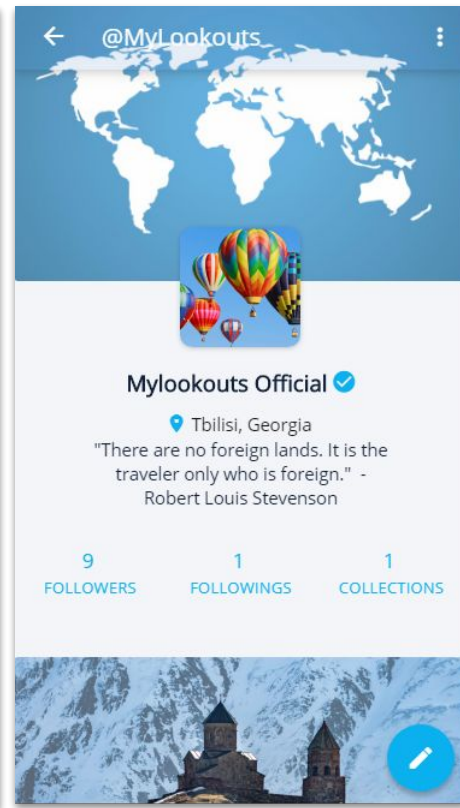 @MyLookouts
Mylookouts Official
Tbilisi, Georgia
"There are no foreign lands. It is the
traveler only who is foreign." -
Robert Louis Stevenson
9 1 1
FOLLOWERS FOLLOWINGS COLLECTIONS